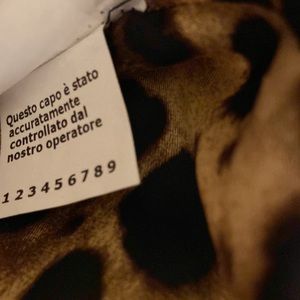 Questo capo è stato
accuratamente
controllato dal
nostro operatore
123456789